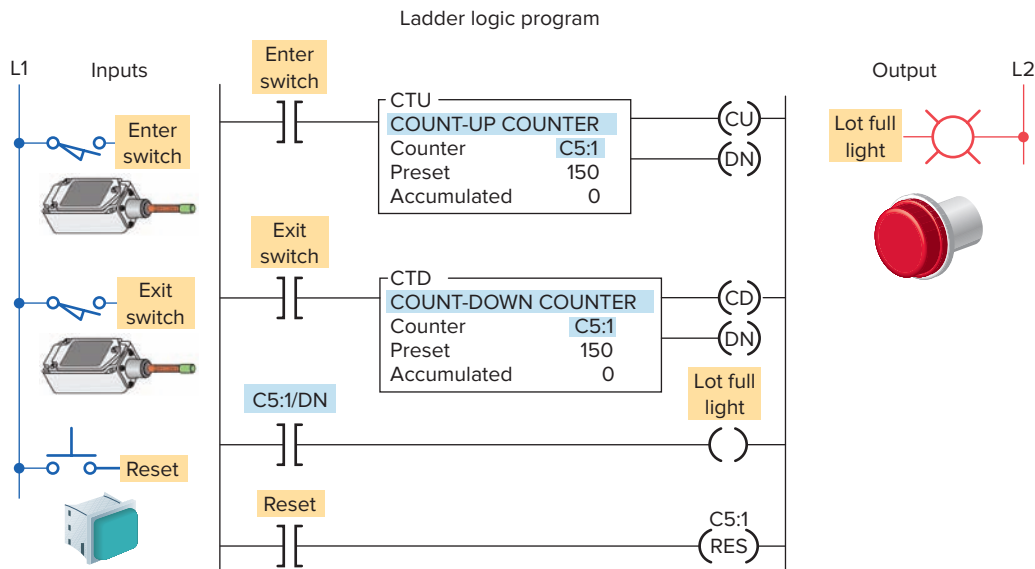 Ladder logic program
L1
Inputs
Output
L2
Enter
switch
Enter
switch
CTU
COUNT-UP COUNTER
Counter C5:1
Preset 150
Accumulated 0
CU
DN
Lot full
light
Exit
switch
Exit
switch
CTD
COUNT-DOWN COUNTER
Counter C5:1
Preset 150
Accumulated 0
CD
DN
C5:1/DN
Lot full
light
Reset
Reset
C5:1
RES